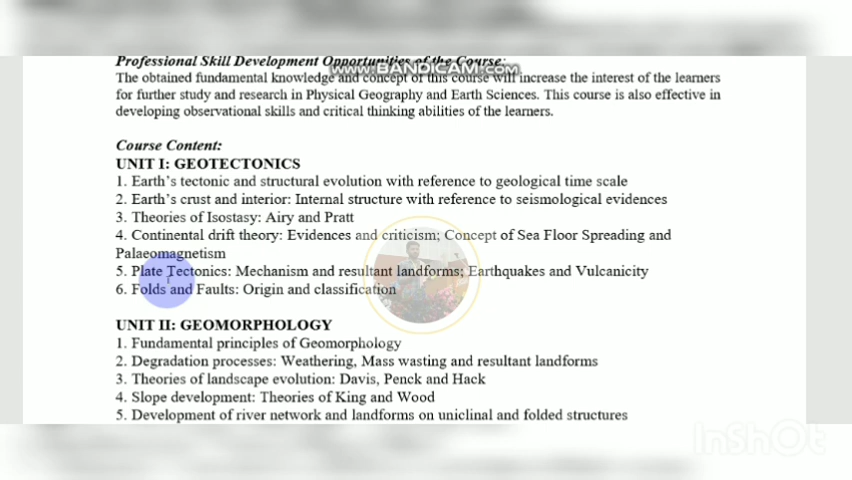 Professional Skill Development Opportunities of the Course:
www.BANDICAM.com
The obtained fundamental knowledge and concept of this course will increase the interest of the learners
for further study and research in Physical Geography and Earth Sciences. This course is also effective in
developing observational skills and critical thinking abilities of the learners.
Course Content:
UNIT I: GEOTECTONICS
1. Earth's tectonic and structural evolution with reference to geological time scale
2. Earth's crust and interior: Internal structure with reference to seismological evidences
3. Theories of Isostasy: Airy and Pratt
4. Continental drift theory: Evidences and criticism; Concept of Sea Floor Spreading and
Palaeomagnetism
5. Plate Tectonics: Mechanism and resultant landforms; Earthquakes and Vulcanicity
6. Folds and Faults: Origin and classification
UNIT II: GEOMORPHOLOGY
1. Fundamental principles of Geomorphology
2. Degradation processes: Weathering, Mass wasting and resultant landforms
3. Theories of landscape evolution: Davis, Penck and Hack
4. Slope development: Theories of King and Wood
5. Development of river network and landforms on uniclinal and folded structures
InShOt